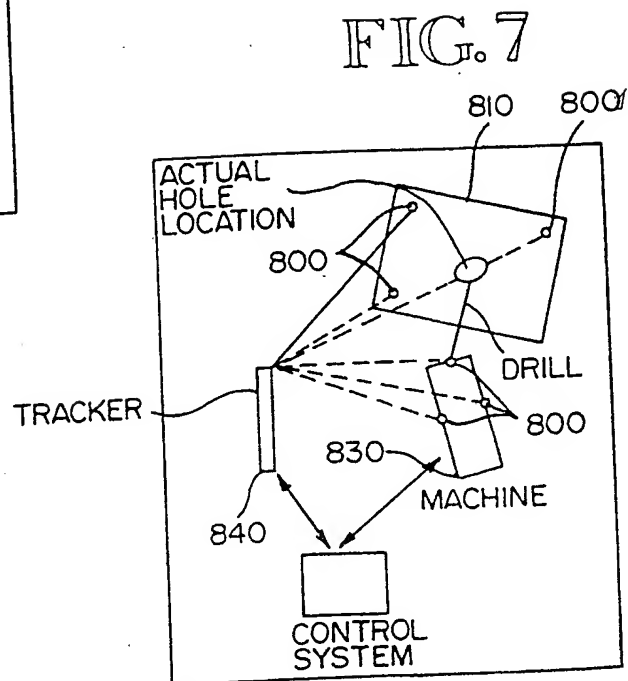 FIG. 7
810
800
ACTUAL
HOLE
LOCATION
800
DRILL
TRACKER
800
830
MACHINE
840
CONTROL
SYSTEM